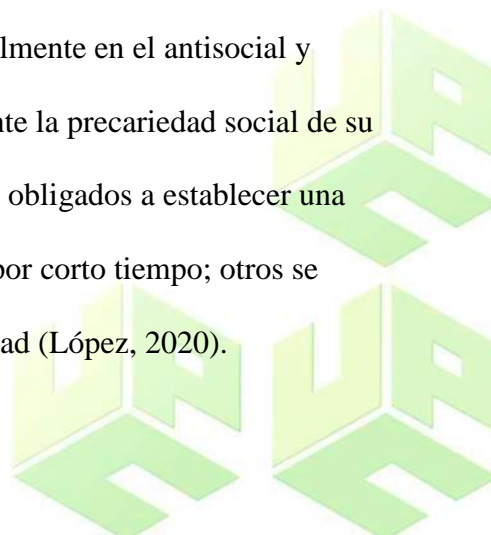 lmente en el antisocial y
nte la precariedad social de su
obligados a establecer una
por corto tiempo; otros se
ad (López, 2020).